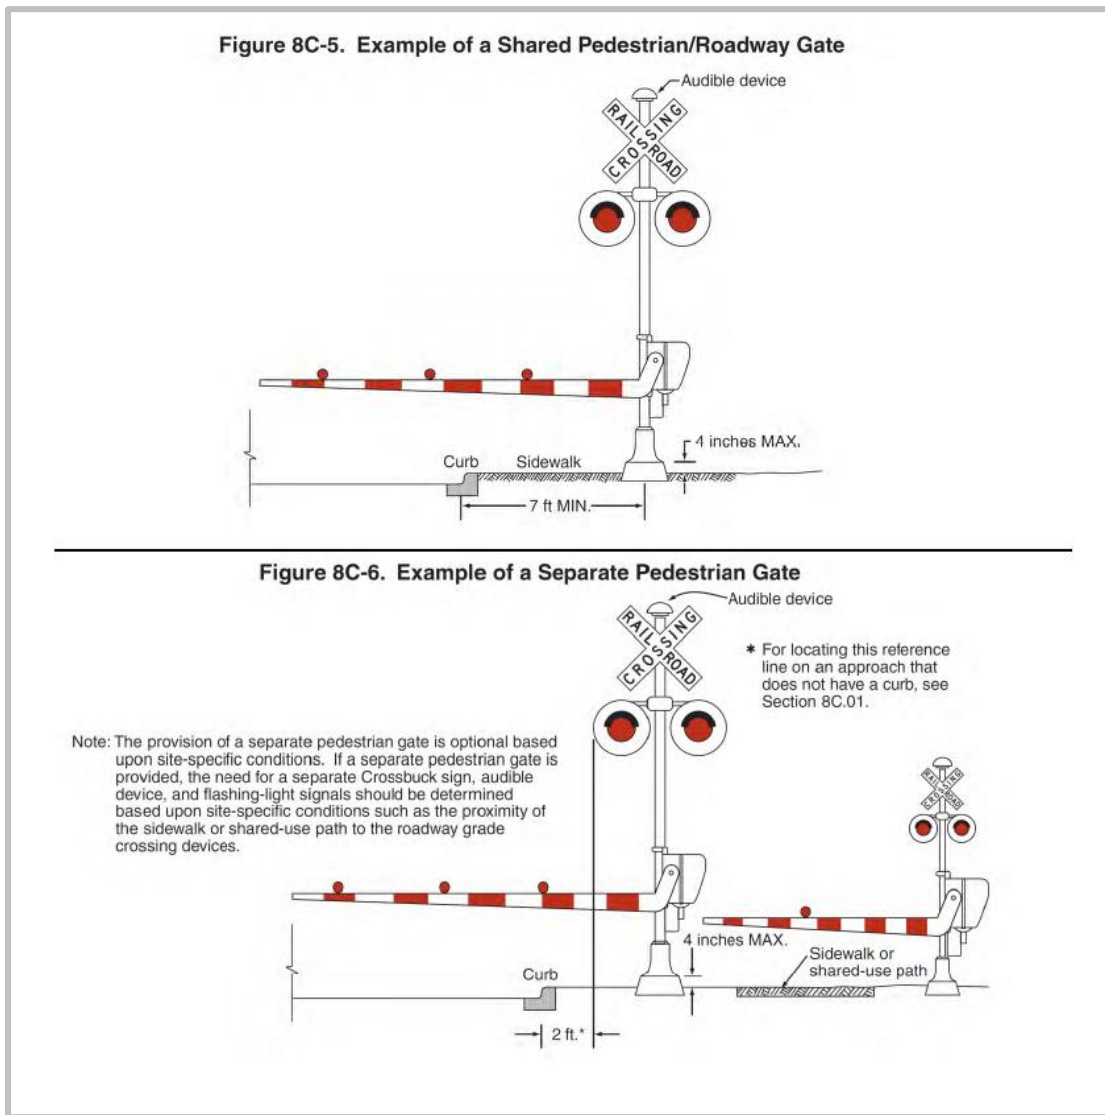 Figure 8C-5. Example of a Shared Pedestrian/Roadway Gate
Audible device
RAIL ROAD
CROSSING
4 inches MAX.
Curb
Sidewalk
7 ft MIN.
Figure 8C-6. Example of a Separate Pedestrian Gate
Audible device
RAIL ROAD
CROSSING
* For locating this reference
line on an approach that
does not have a curb, see
Section 8C.01.
Note: The provision of a separate pedestrian gate is optional based
upon site-specific conditions. If a separate pedestrian gate is
provided, the need for a separate Crossbuck sign, audible
device, and flashing-light signals should be determined
based upon site-specific conditions such as the proximity of
the sidewalk or shared-use path to the roadway grade
crossing devices.
RAIL ROAD
CROSSING
4 inches MAX.
Sidewalk or
shared-use path
Curb
2 ft.*